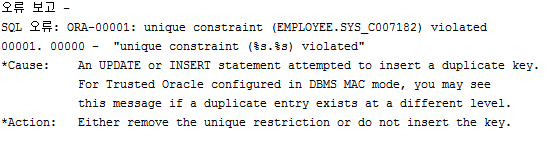 오류 보고 -
SQL 오류: ORA-00001: unique constraint (EMPLOYEE.SYS_C007182) violated
00001. 00000 -  "unique constraint (%s.%s) violated"
*Cause:    An UPDATE or INSERT statement attempted to insert a duplicate key.
           For Trusted Oracle configured in DBMS MAC mode, you may see
           this message if a duplicate entry exists at a different level.
*Action:   Either remove the unique restriction or do not insert the key.